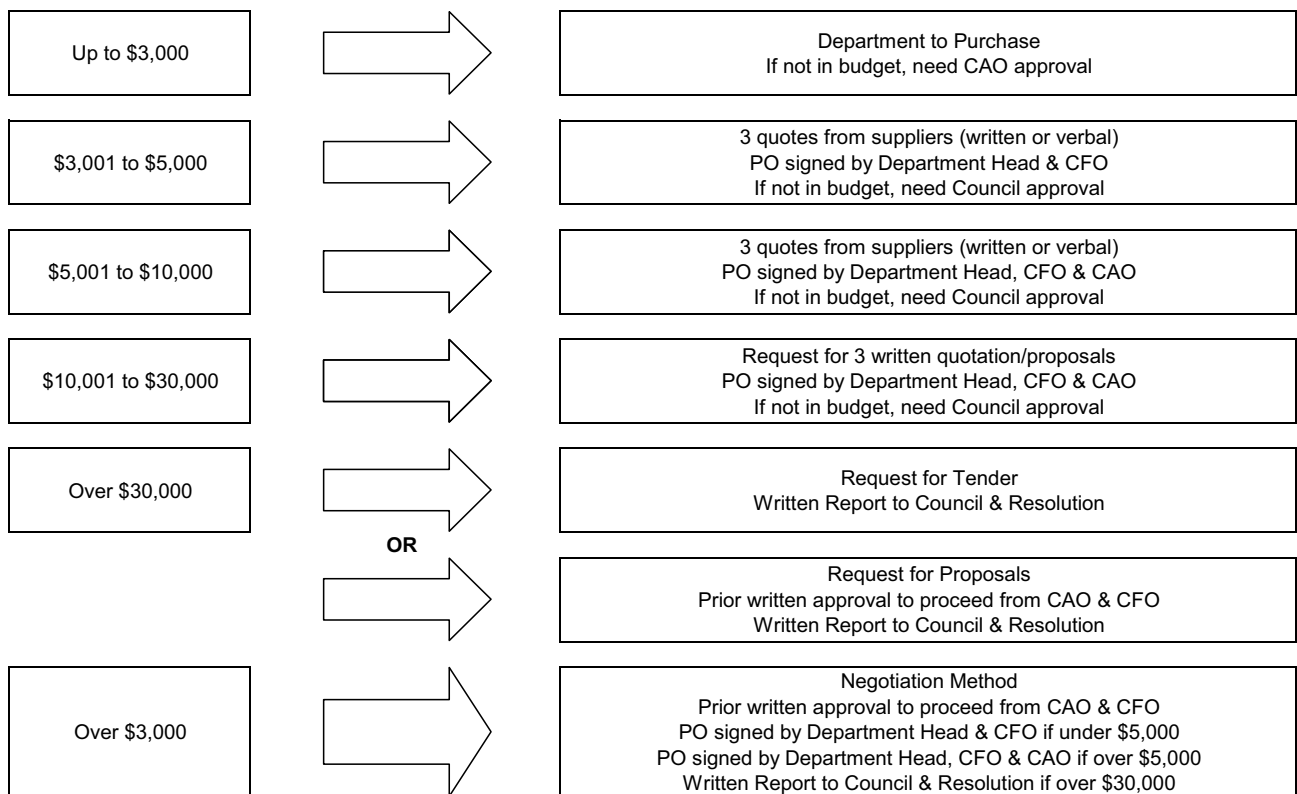 Up to $3,000
Department to Purchase
If not in budget, need CAO approval
$3,001 to $5,000
3 quotes from suppliers (written or verbal)
PO signed by Department Head & CFO
If not in budget, need Council approval
$5,001 to $10,000
3 quotes from suppliers (written or verbal)
PO signed by Department Head, CFO & CAO
If not in budget, need Council approval
$10,001 to $30,000
Request for 3 written quotation/proposals
PO signed by Department Head, CFO & CAO
If not in budget, need Council approval
Over $30,000
Request for Tender
Written Report to Council & Resolution
OR
Request for Proposals
Prior written approval to proceed from CAO & CFO
Written Report to Council & Resolution
Over $3,000
Negotiation Method
Prior written approval to proceed from CAO & CFO
PO signed by Department Head & CFO if under $5,000
PO signed by Department Head, CFO & CAO if over $5,000
Written Report to Council & Resolution if over $30,000